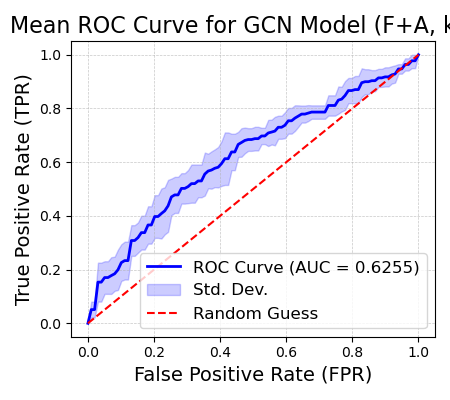 Mean ROC Curve for GCN Model (F+A, k
True Positive Rate (TPR)
1.0
0.8
0.6
0.4
0.2
0.0
ROC Curve (AUC = 0.6255)
Std. Dev.
Random Guess
0.0 0.2 0.4 0.6 0.8 1.0
False Positive Rate (FPR)